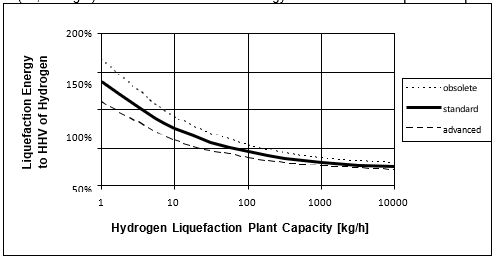 200%
150%
100%
50%
Liquefaction Energy
to HHV of Hydrogen
1 10 100 1000 10000
Hydrogen Liquefaction Plant Capacity [kg/h]
obsolete
standard
advanced